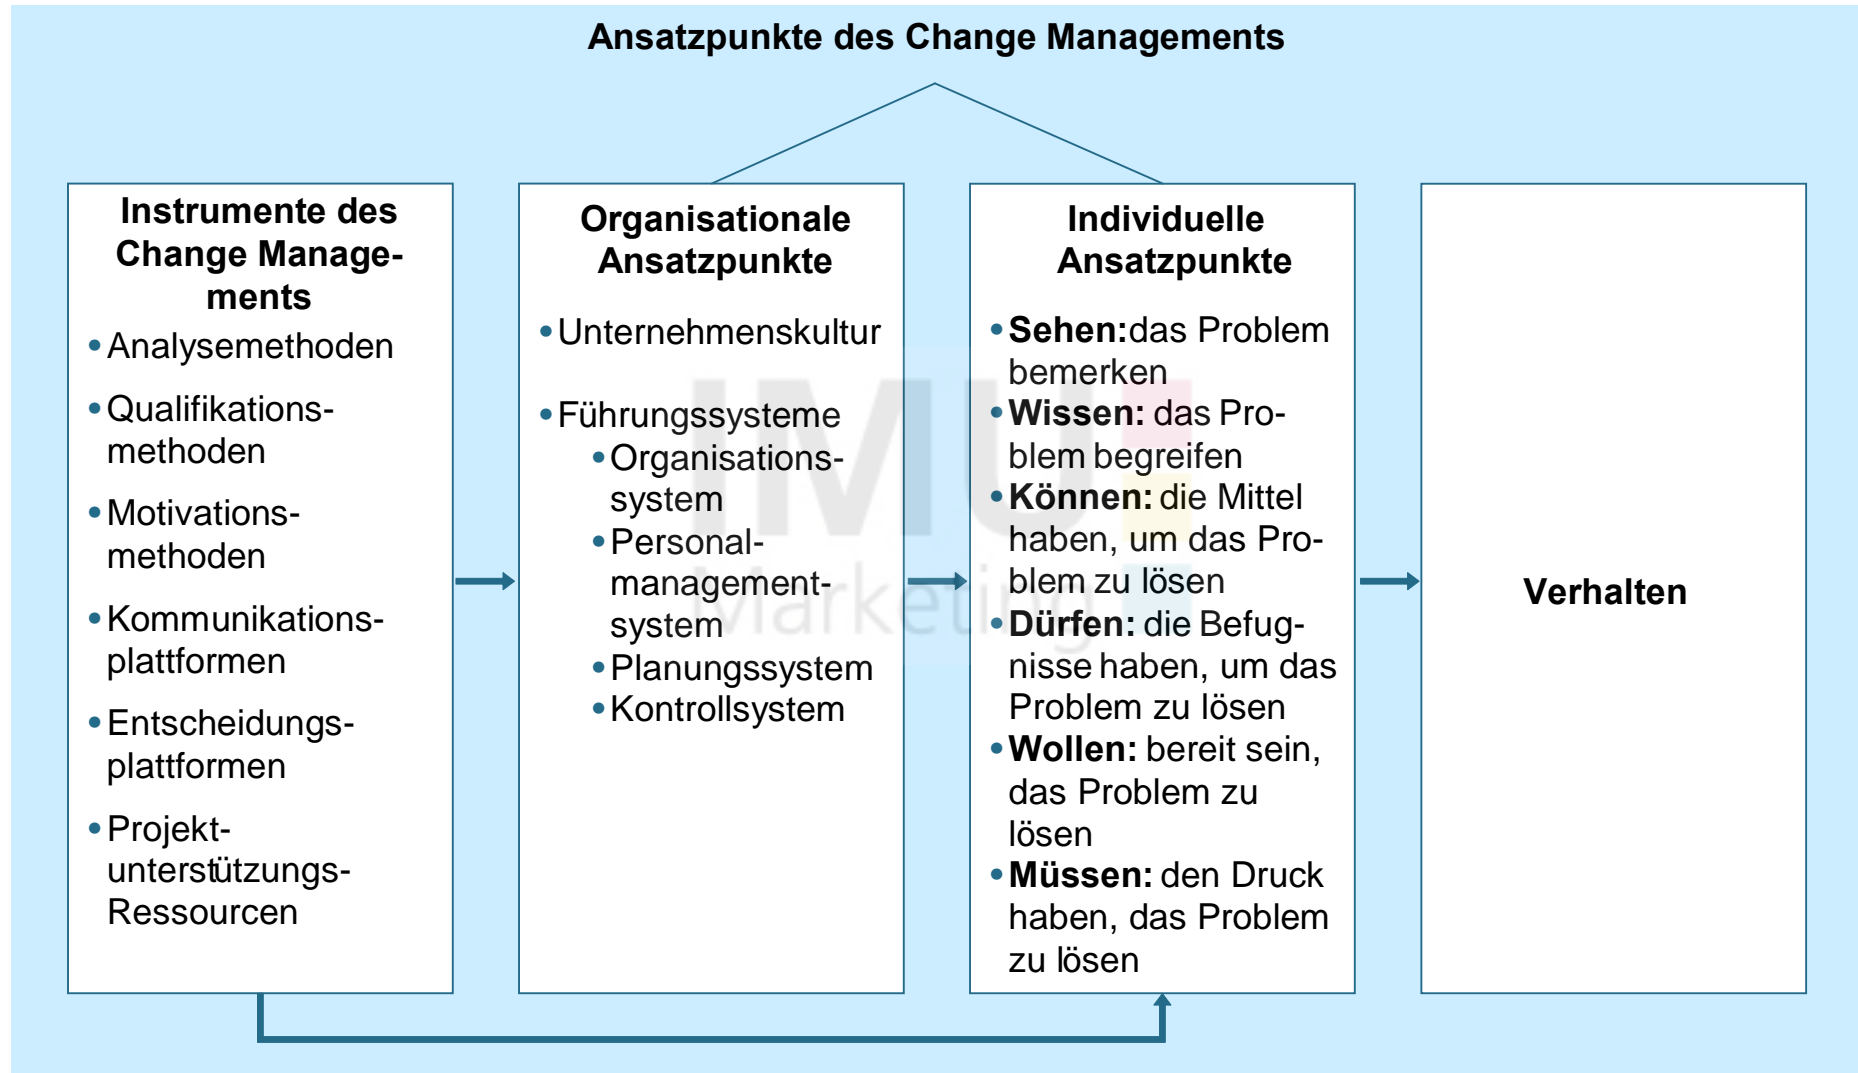 Ansatzpunkte des Change Managements
Instrumente des
Change Manage-
ments
•Analysemethoden
•Qualifikations-
methoden
•Motivations-
methoden
•Kommunikations-
plattformen
•Entscheidungs-
plattformen
•Projekt-
unterstützungs-
Ressourcen
Organisationale
Ansatzpunkte
•Unternehmenskultur
•Führungssysteme
•Organisations-
system
•Personal-
management-
system
•Planungssystem
•Kontrollsystem
Individuelle
Ansatzpunkte
•Sehen:das Problem
bemerken
•Wissen: das Pro-
blem begreifen
•Können: die Mittel
haben, um das Pro-
blem zu lösen
•Dürfen: die Befug-
nisse haben, um das
Problem zu lösen
•Wollen: bereit sein,
das Problem zu
lösen
•Müssen: den Druck
haben, das Problem
zu lösen
Verhalten
IMU
Marketing